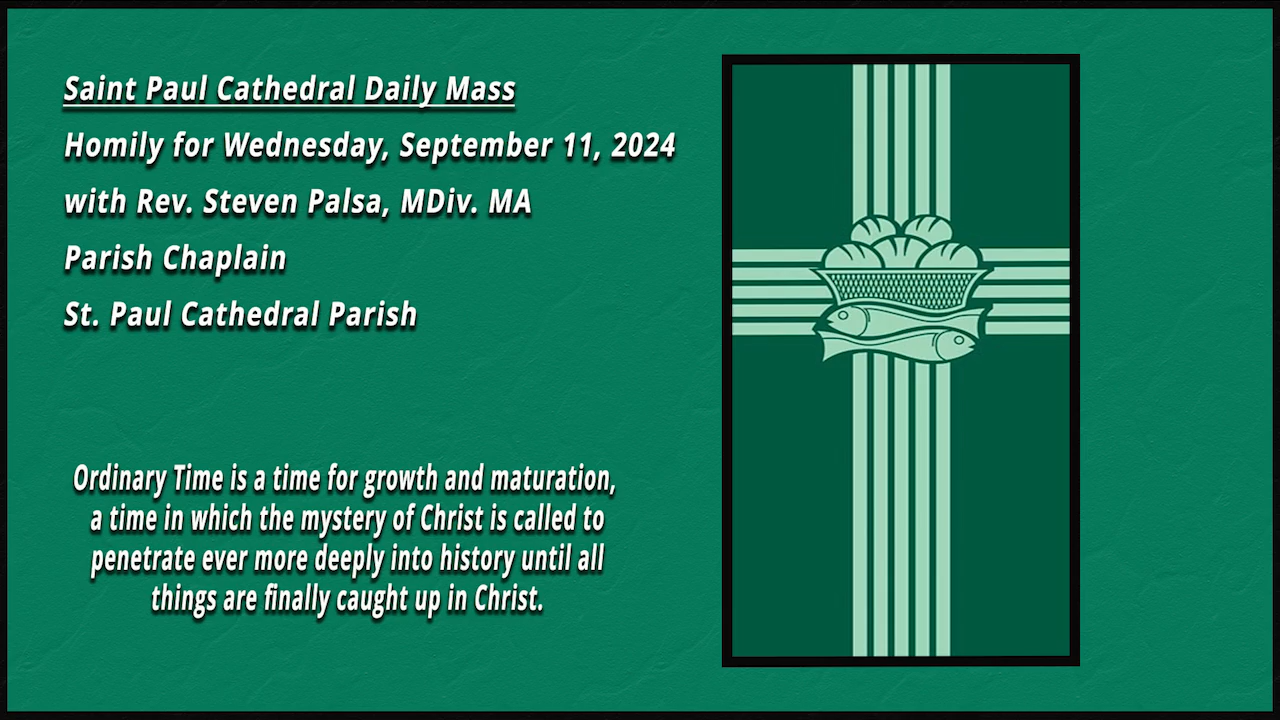 Saint Paul Cathedral Daily Mass
Homily for Wednesday, September 11, 2024
with Rev. Steven Palsa, MDiv. MA
Parish Chaplain
St. Paul Cathedral Parish
Ordinary Time is a time for growth and maturation,
a time in which the mystery of Christ is called to
penetrate ever more deeply into history until all
things are finally caught up in Christ.